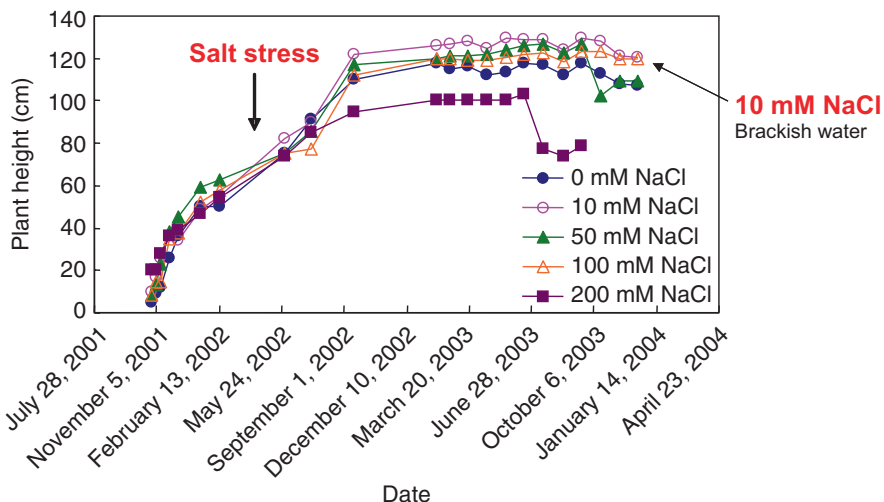 Plant height (cm)
140
120
100
80
60
40
20
0
Salt stress
10 mM NaCl
Brackish water
0 mM NaCl
10 mM NaCl
50 mM NaCl
100 mM NaCl
200 mM NaCl
July 28, 2001
November 5, 2001
February 13, 2002
May 24, 2002
September 1, 2002
December 10, 2002
March 20, 2003
June 28, 2003
October 6, 2003
January 14, 2004
April 23, 2004
Date